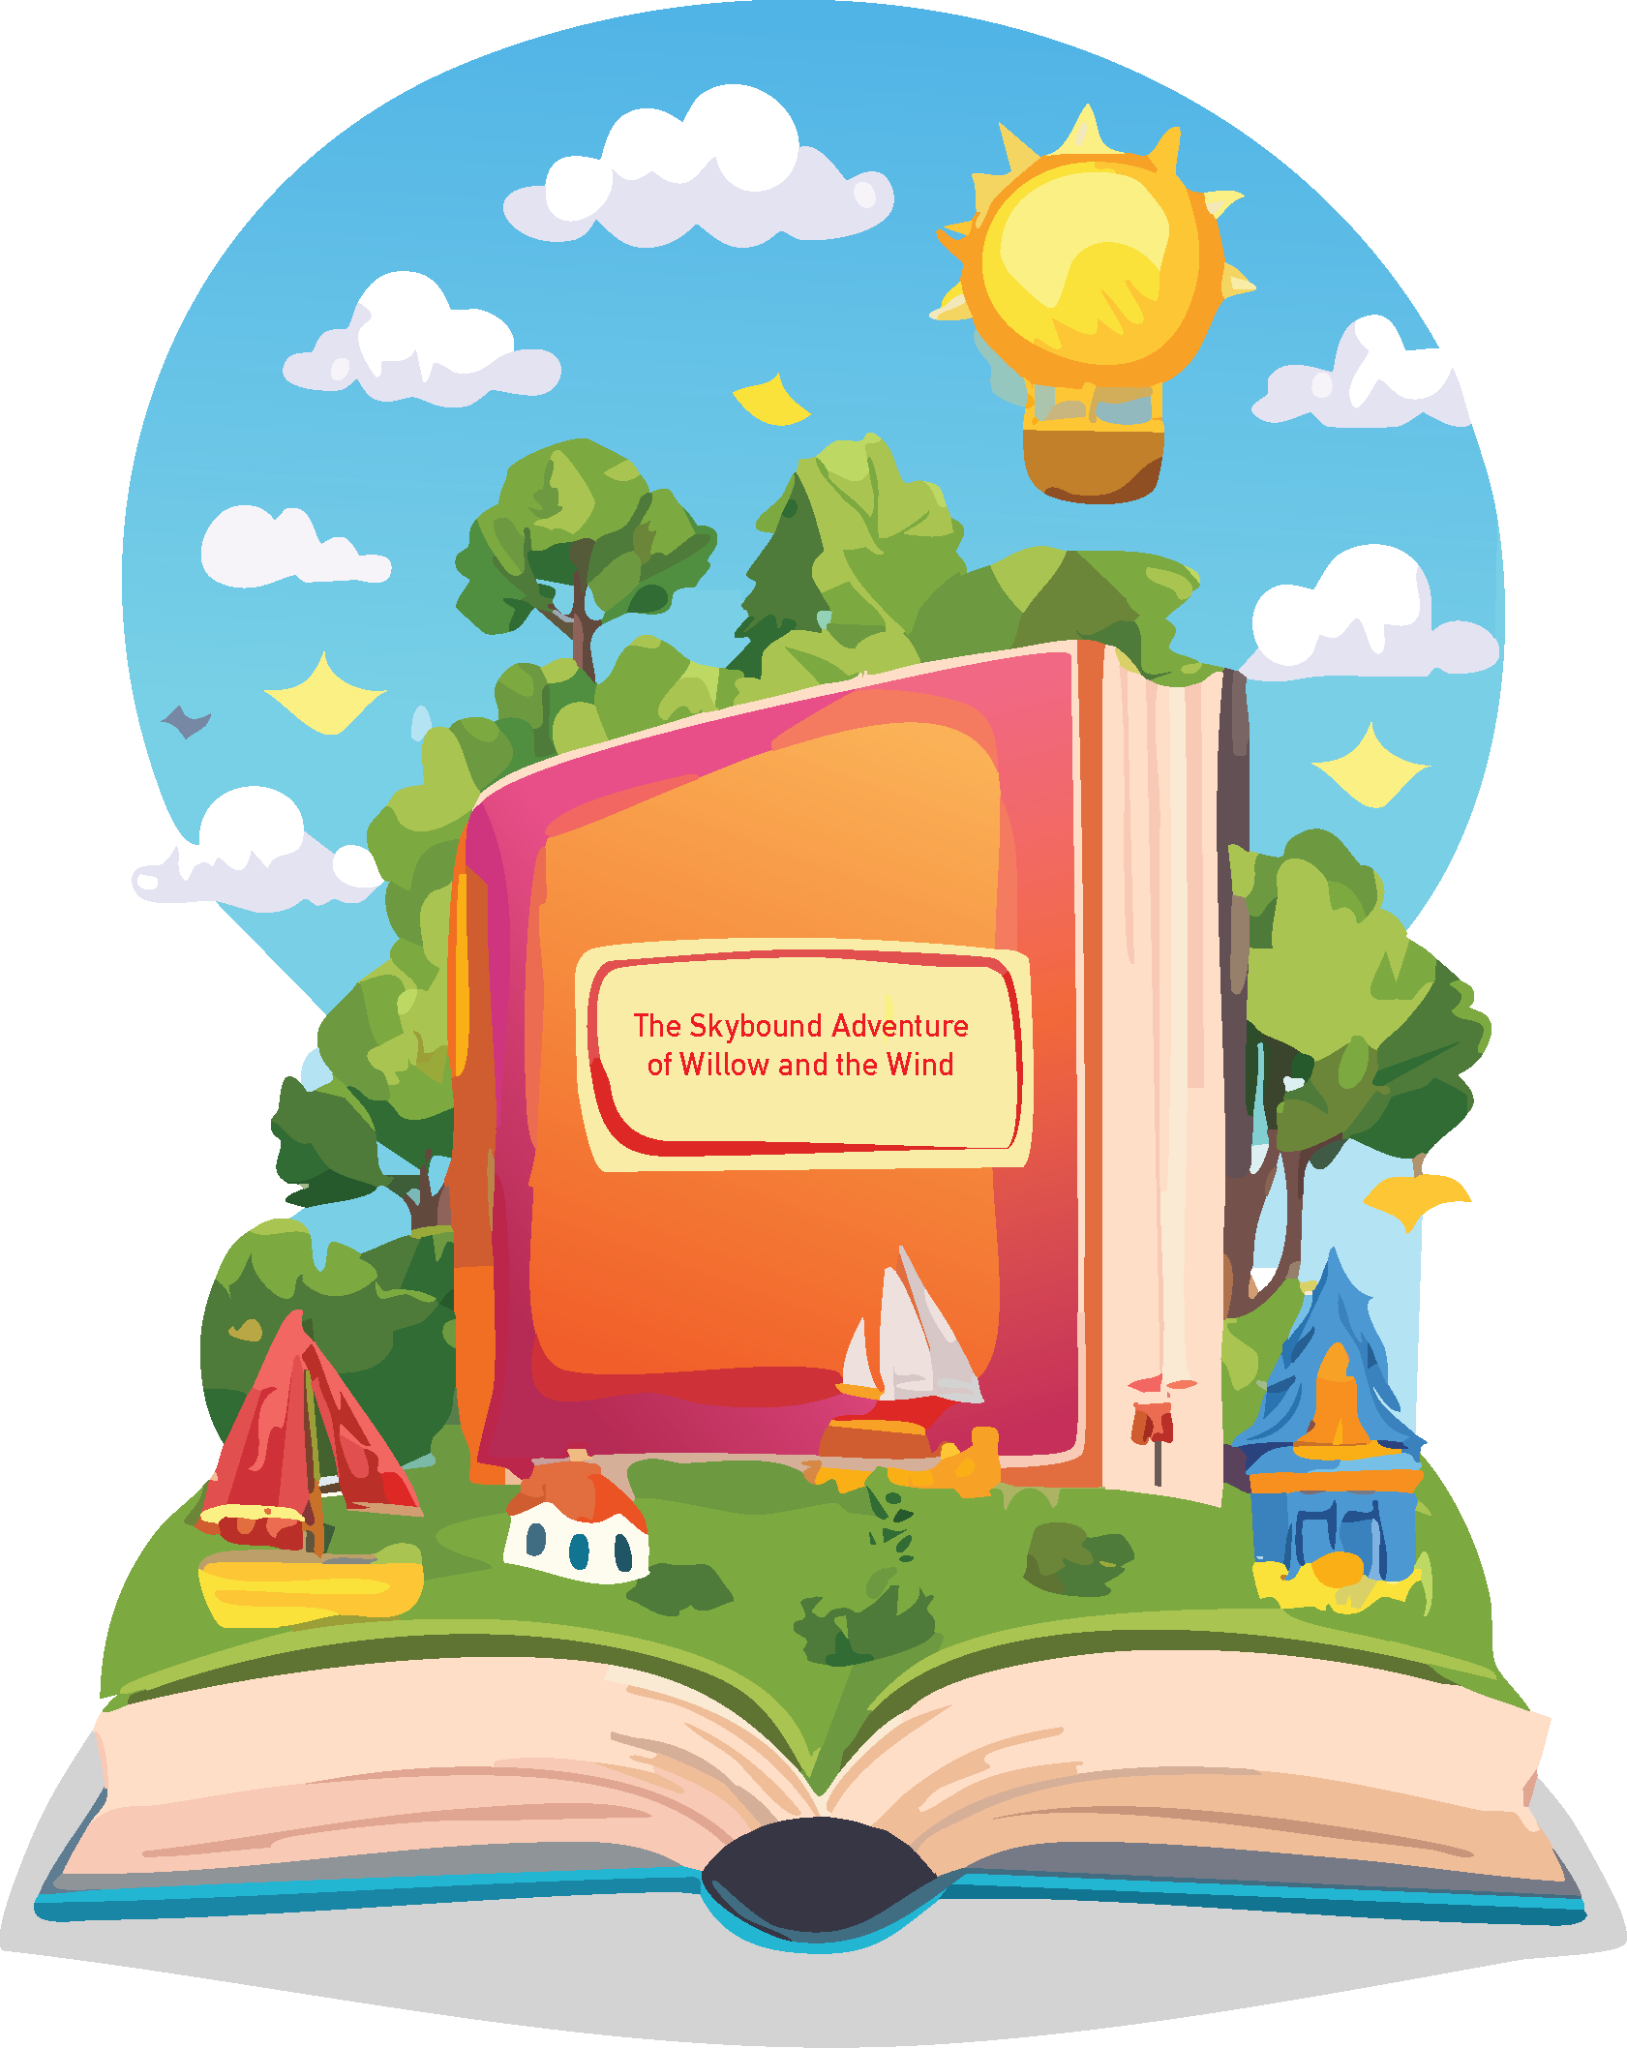 The Skybound Adventure
of Willow and the Wind